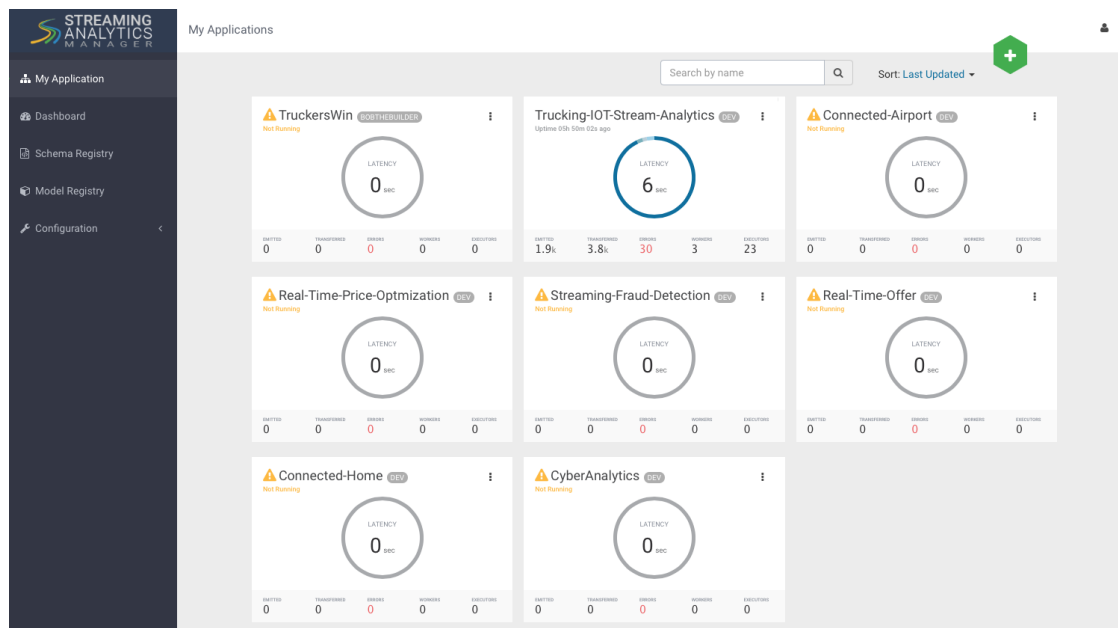 STREAMING
ANALYTICS
MANAGER
My Applications
My Application
Dashboard
Schema Registry
Model Registry
Configuration
Search by name
Sort: Last Updated
TruckersWin BOBTHEBUILDER
Not Running
LATENCY
0 sec
EMITTED TRANSFERRED ERRORS WORKERS EXECUTORS
0 0 0 0 0
Trucking-IOT-Stream-Analytics DEV
Uptime 05h 50m 02s ago
LATENCY
6 sec
EMITTED TRANSFERRED ERRORS WORKERS EXECUTORS
1.9k 3.8k 30 3 23
Connected-Airport DEV
Not Running
LATENCY
0 sec
EMITTED TRANSFERRED ERRORS WORKERS EXECUTORS
0 0 0 0 0
Real-Time-Price-Optmization DEV
Not Running
LATENCY
0 sec
EMITTED TRANSFERRED ERRORS WORKERS EXECUTORS
0 0 0 0 0
Streaming-Fraud-Detection DEV
Not Running
LATENCY
0 sec
EMITTED TRANSFERRED ERRORS WORKERS EXECUTORS
0 0 0 0 0
Real-Time-Offer DEV
Not Running
LATENCY
0 sec
EMITTED TRANSFERRED ERRORS WORKERS EXECUTORS
0 0 0 0 0
Connected-Home DEV
Not Running
LATENCY
0 sec
EMITTED TRANSFERRED ERRORS WORKERS EXECUTORS
0 0 0 0 0
CyberAnalytics DEV
Not Running
LATENCY
0 sec
EMITTED TRANSFERRED ERRORS WORKERS EXECUTORS
0 0 0 0 0